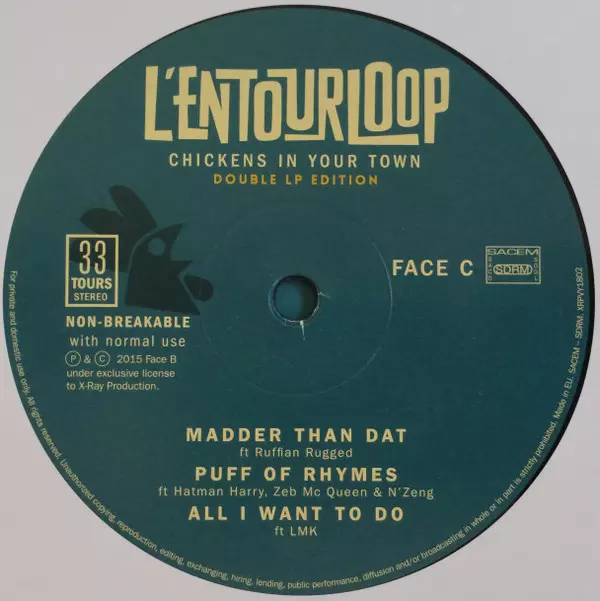 L'ENTOURLOOP
CHICKENS IN YOUR TOWN
DOUBLE LP EDITION
33
TOURS
STEREO
FACE C
SACEM
SACD
SDRM
SGDL
NON-BREAKABLE
with normal use
Ⓟ & © 2015 Face B
under exclusive license
to X-Ray Production.
MADDER THAN DAT
ft Ruffian Rugged
PUFF OF RHYMES
ft Hatman Harry, Zeb Mc Queen & N'Zeng
ALL I WANT TO DO
ft LMK
For private and domestic use only. All rights reserved. Unauthorized copying, reproduction, editing, exchanging, hiring, lending, public performance, diffusion and/or broadcasting in whole or in part is strictly prohibited. Made in EU. SACEM - SDRM. XRPVY1802